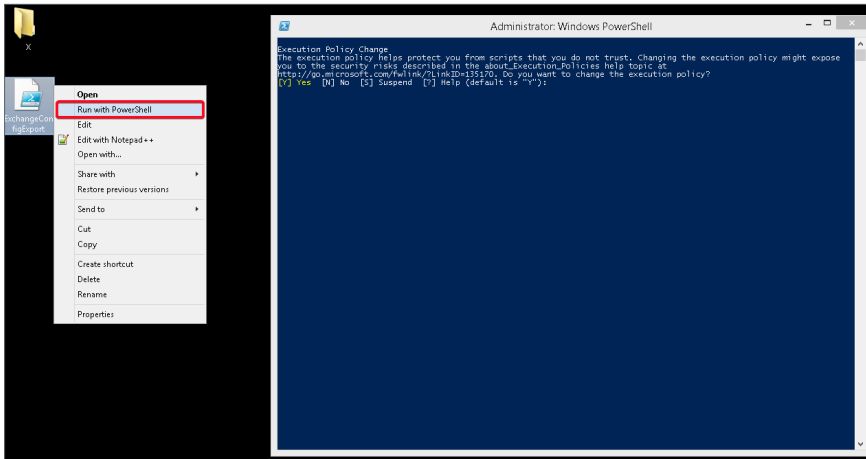 X
ExchangeCon
figExport
Open
Run with PowerShell
Edit
Edit with Notepad++
Open with...
Share with
Restore previous versions
Send to
Cut
Copy
Create shortcut
Delete
Rename
Properties
Administrator: Windows PowerShell
Execution Policy Change
The execution policy helps protect you from scripts that you do not trust. Changing the execution policy might expose
you to the security risks described in the about_Execution_Policies help topic at
http://go.microsoft.com/fwlink/?LinkID=135170. Do you want to change the execution policy?
[Y] Yes  [N] No  [S] Suspend  [?] Help (default is "Y"):